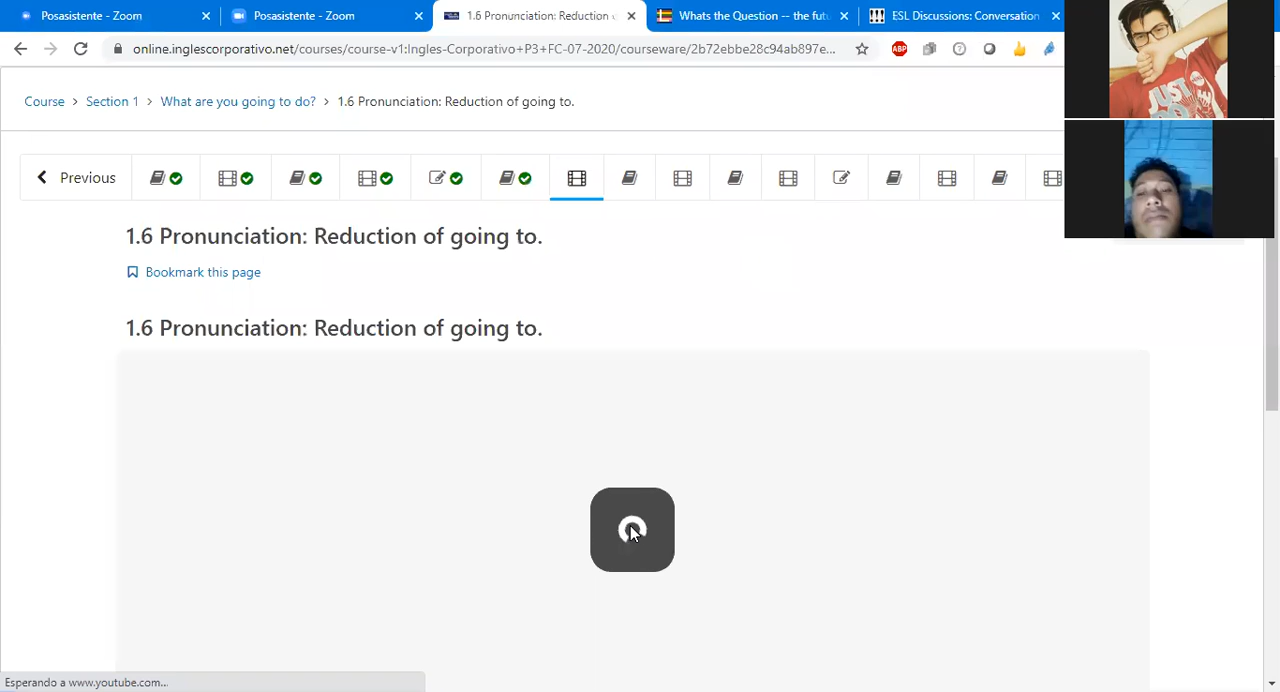 Posasistente - Zoom
Posasistente - Zoom
1.6 Pronunciation: Reduction
Whats the Question -- the fut
ESL Discussions: Conversation
online.inglescorporativo.net/courses/course-v1:Ingles-Corporativo+P3+FC-07-2020/courseware/2b72ebbe28c94ab897e...
ABP
Course > Section 1 > What are you going to do? > 1.6 Pronunciation: Reduction of going to.
Previous
1.6 Pronunciation: Reduction of going to.
Bookmark this page
1.6 Pronunciation: Reduction of going to.
Esperando a www.youtube.com...
JUST